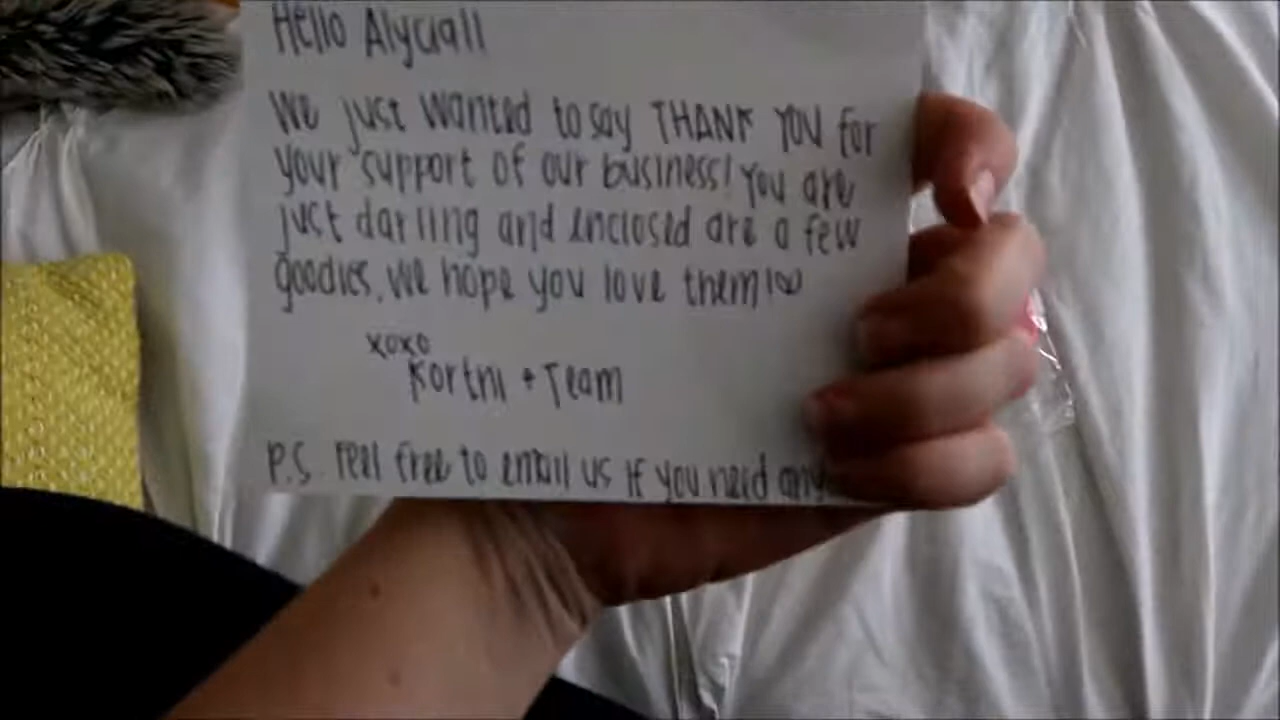 Hello Alycia!!
We just wanted to say THANK YOU for
your support of our business! You are
just darling and enclosed are a few
goodies. We hope you love them!♡
xoxo
Kortni + Team
P.S. Feel free to email us if you need any